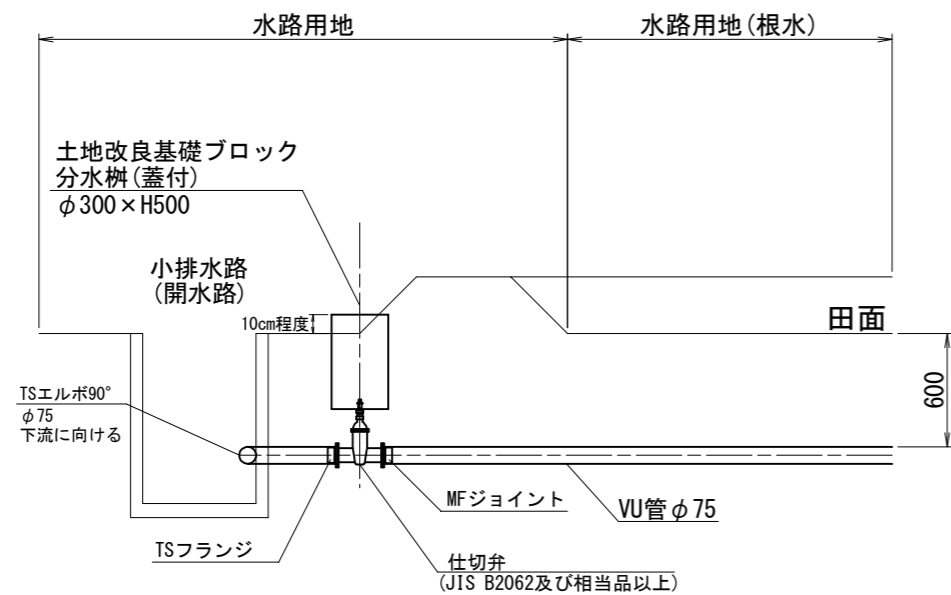 水路用地
水路用地(根水)
土地改良基礎ブロック
分水桝(蓋付)
φ300×H500
小排水路
(開水路)
10cm程度
田面
600
TSエルボ90°
φ75
下流に向ける
MFジョイント
VU管φ75
TSフランジ
仕切弁
(JIS B2062及び相当品以上)